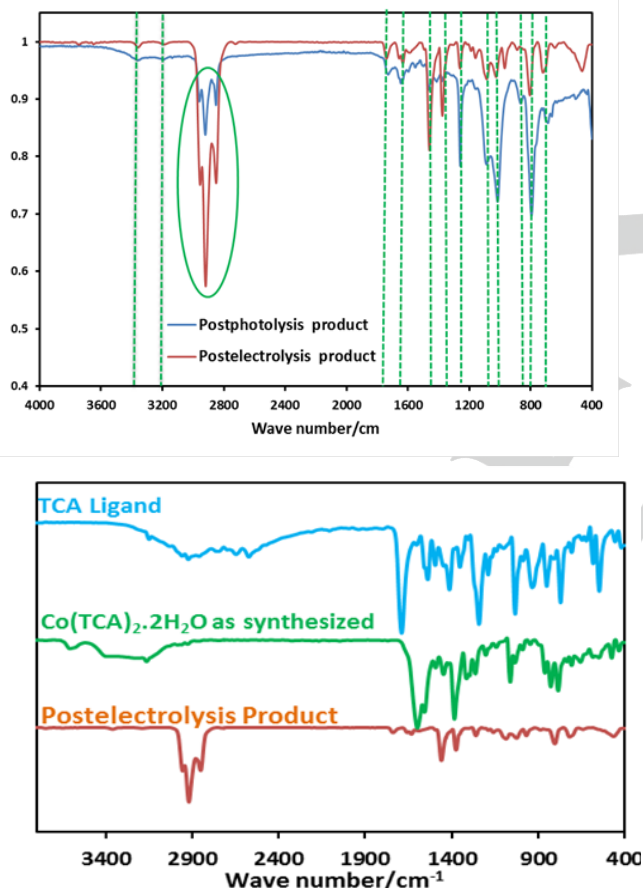 1
0.9
0.8
0.7
0.6
0.5
0.4
Postphotolysis product
Postelectrolysis product
4000 3600 3200 2800 2400 2000 1600 1200 800 400
Wave number/cm
TCA Ligand
Co(TCA)₂.2H₂O as synthesized
Postelectrolysis Product
3400 2900 2400 1900 1400 900 400
Wave number/cm⁻¹